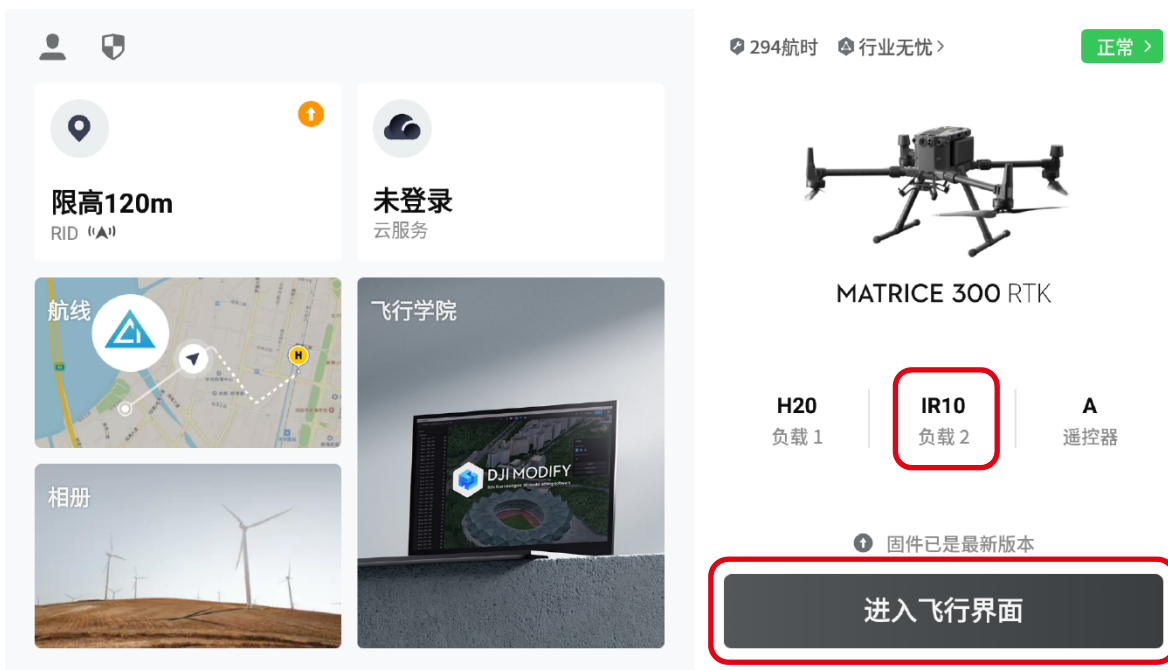 294航时
行业无忧
正常
限高120m
RID
未登录
云服务
航线
H
飞行学院
DJI MODIFY
相册
MATRICE 300 RTK
H20
负载 1
IR10
负载 2
A
遥控器
固件已是最新版本
进入飞行界面